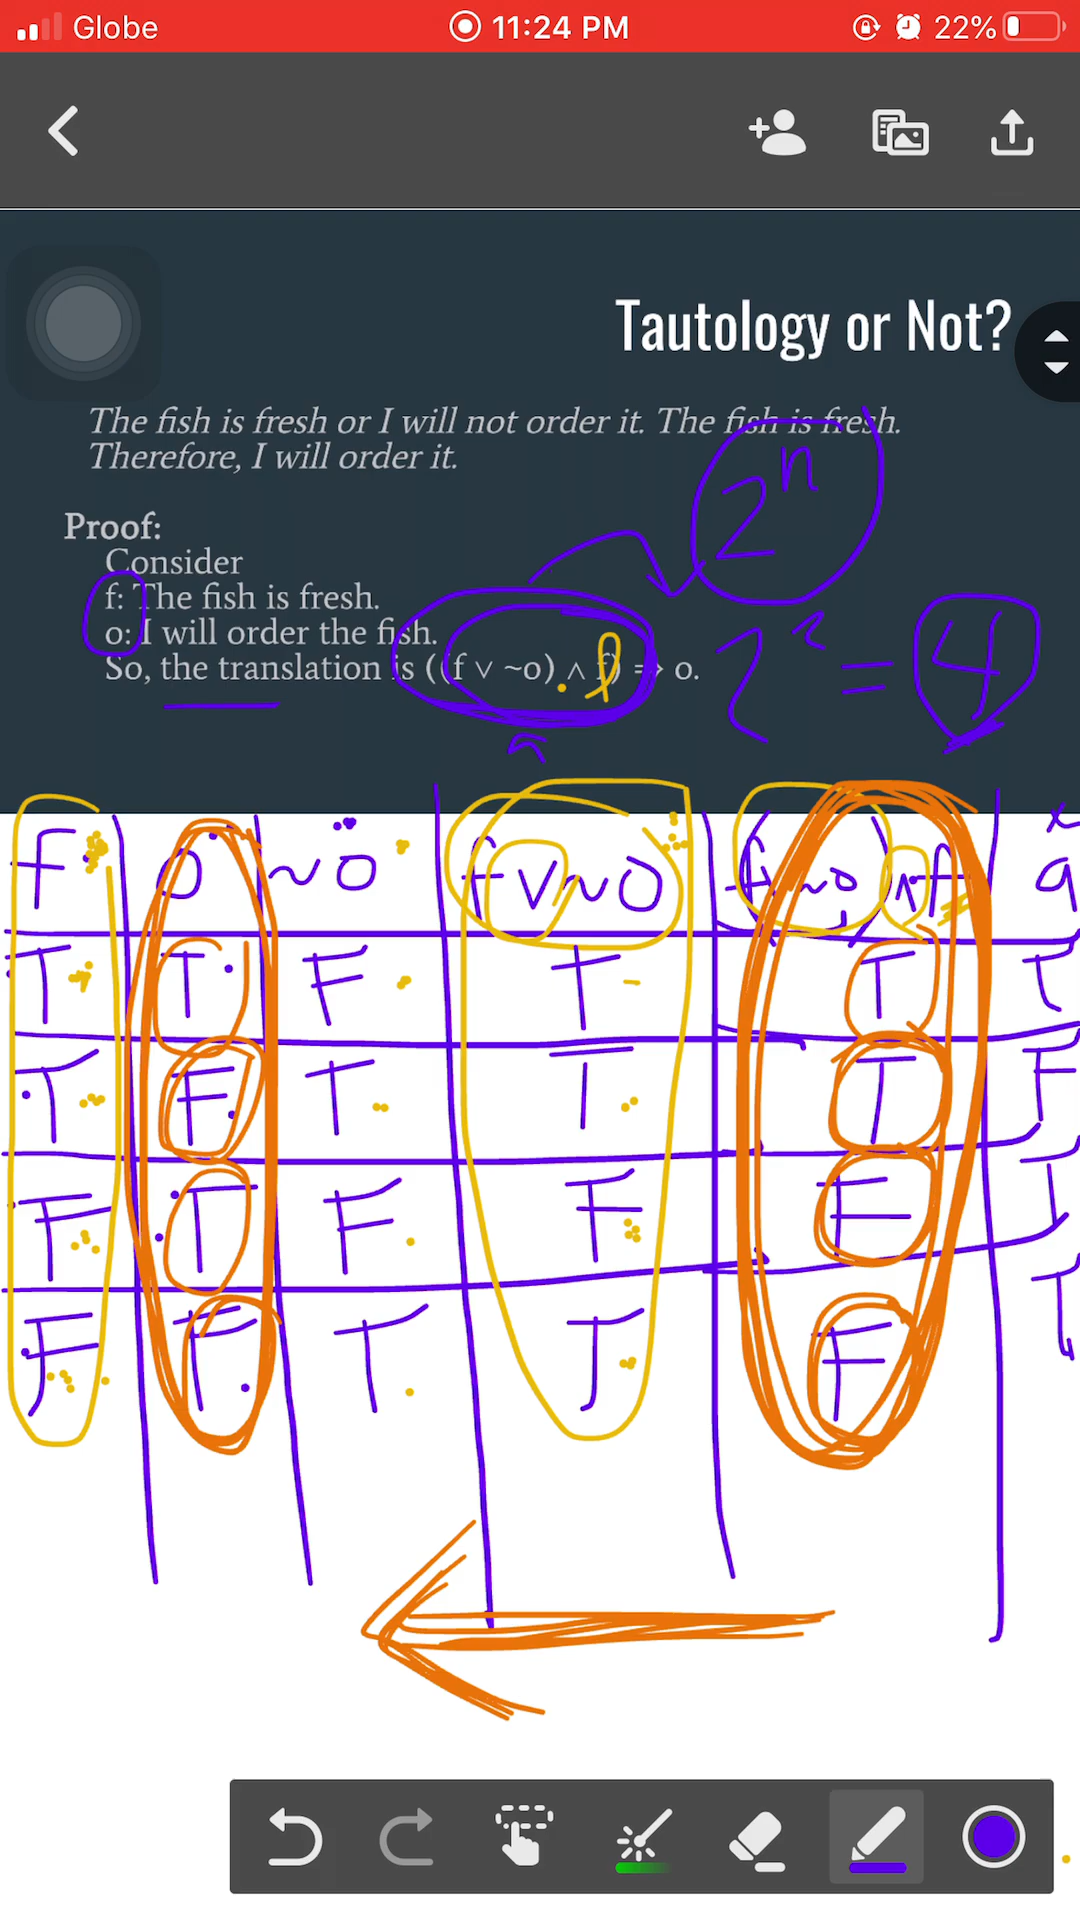 Globe 11:24 PM 22%
Tautology or Not?
The fish is fresh or I will not order it. The fish is fresh.
Therefore, I will order it.
2ⁿ
Proof:
Consider
f: The fish is fresh.
o: I will order the fish.
So, the translation is ((f ∨ ~o) ∧ f) => o.
2² = 4
f o ~o f ∨ ~o (f ∨ ~o) ∧ f
T T F T T
T F T T T F
F T F F F
F F T T F T